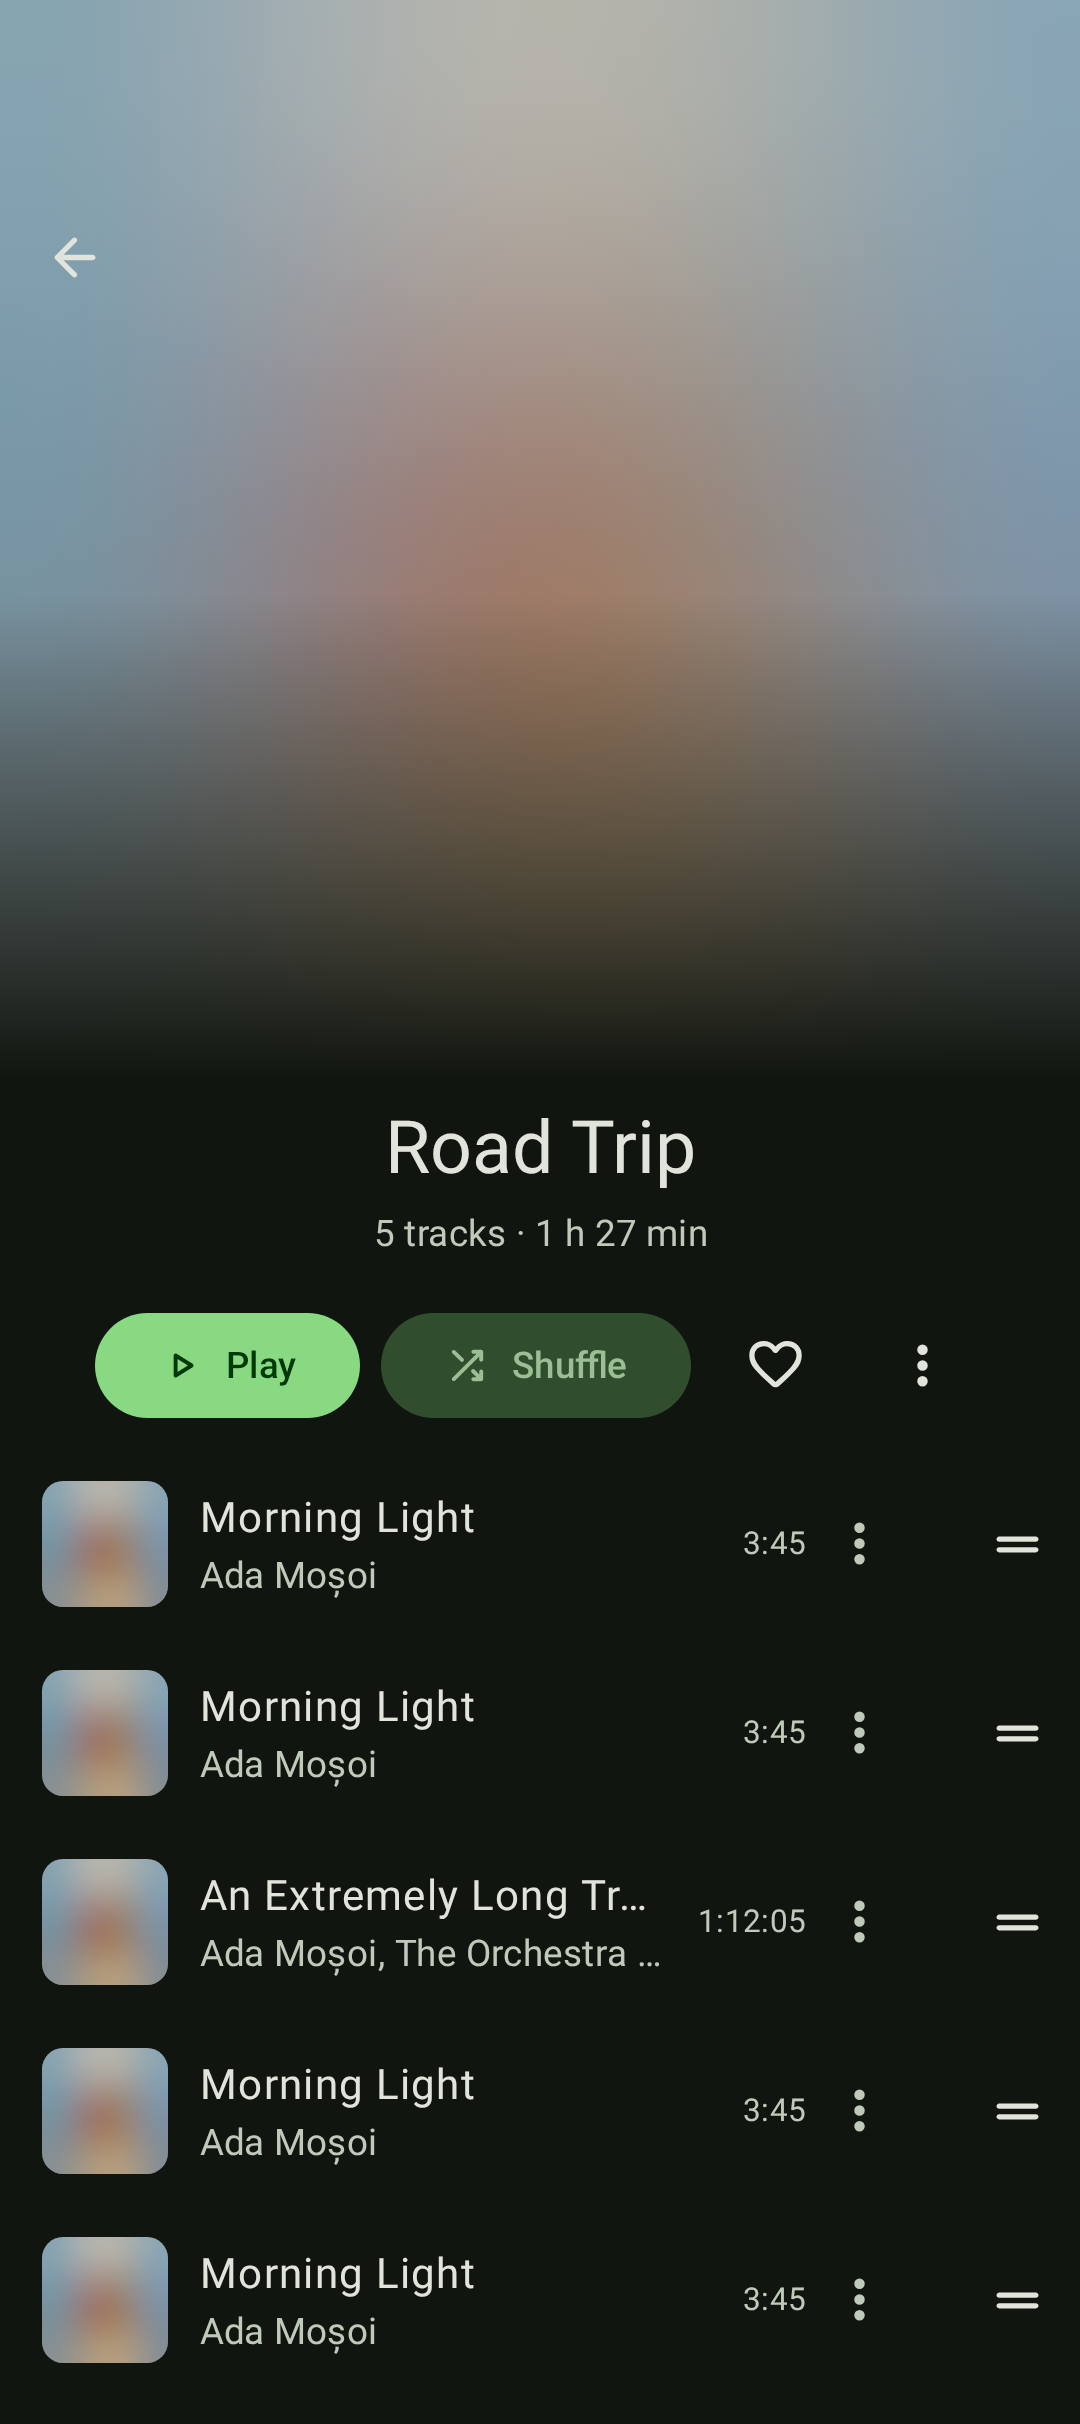 Road Trip
5 tracks · 1 h 27 min
Play
Shuffle
Morning Light
3:45
Ada Moșoi
Morning Light
3:45
Ada Moșoi
An Extremely Long Tr…
1:12:05
Ada Moșoi, The Orchestra …
Morning Light
3:45
Ada Moșoi
Morning Light
3:45
Ada Moșoi